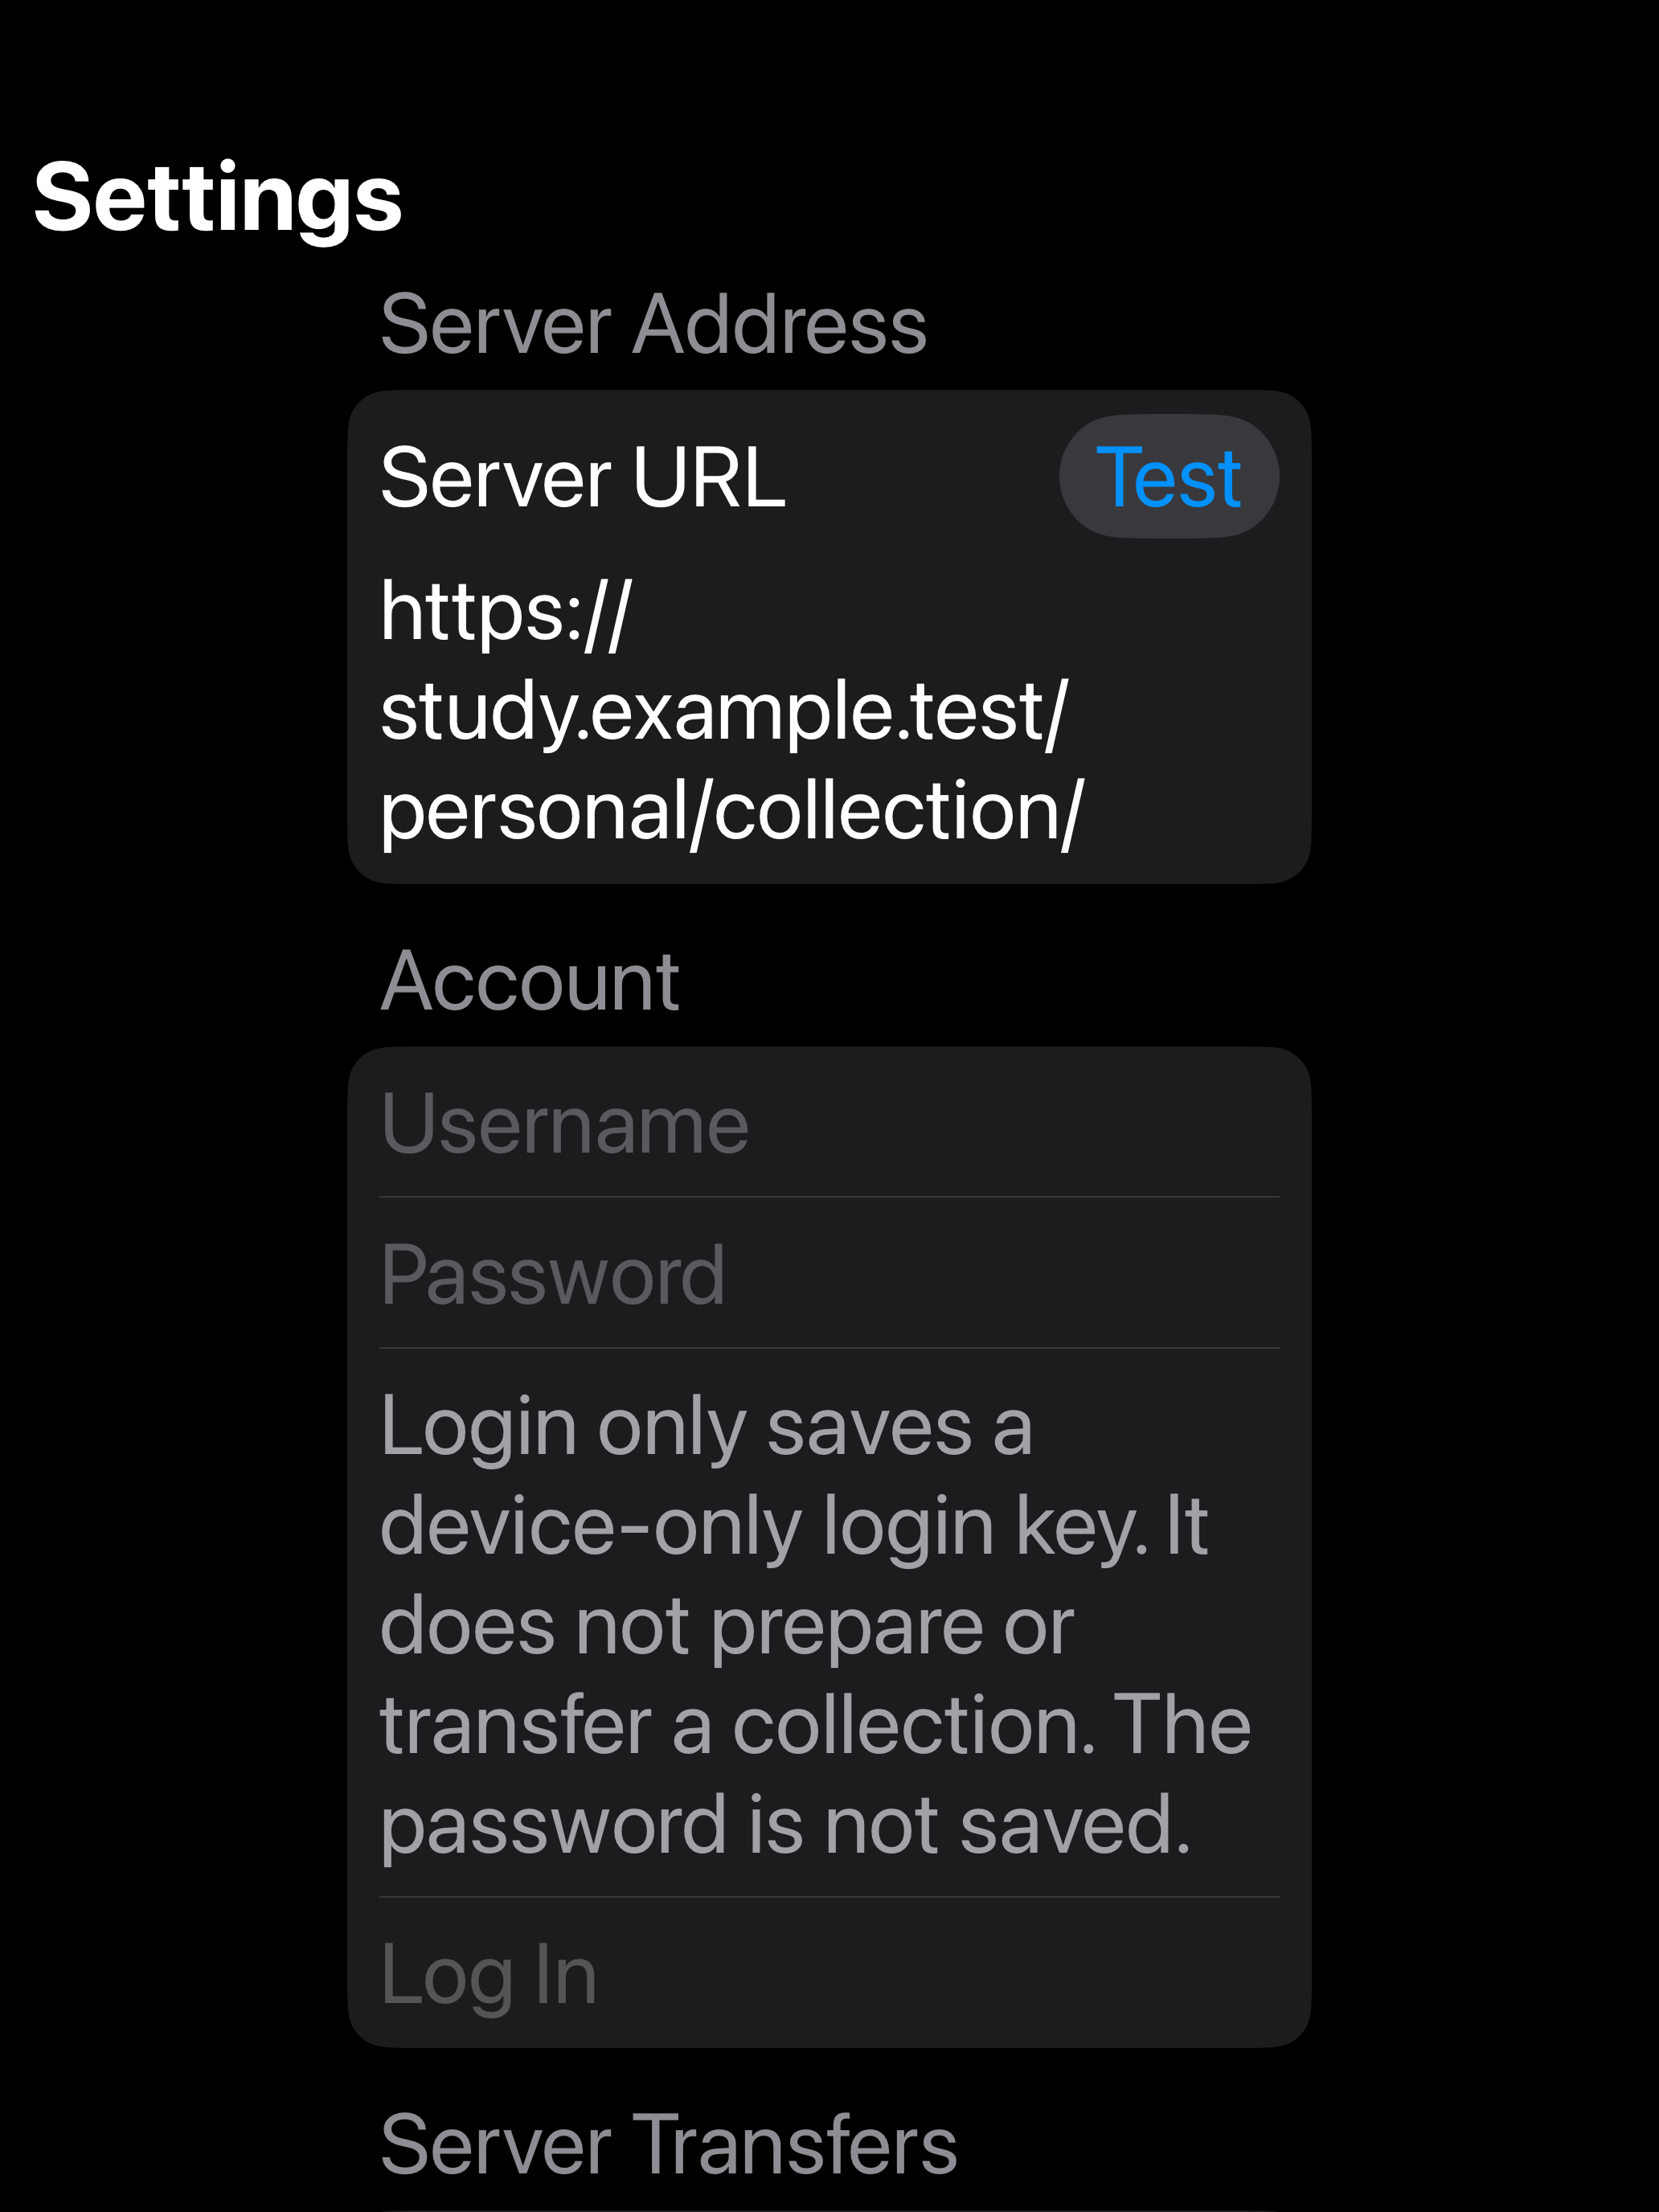 Settings
Server Address
Server URL
Test
https://
study.example.test/
personal/collection/
Account
Username
Password
Login only saves a
device-only login key. It
does not prepare or
transfer a collection. The
password is not saved.
Log In
Server Transfers